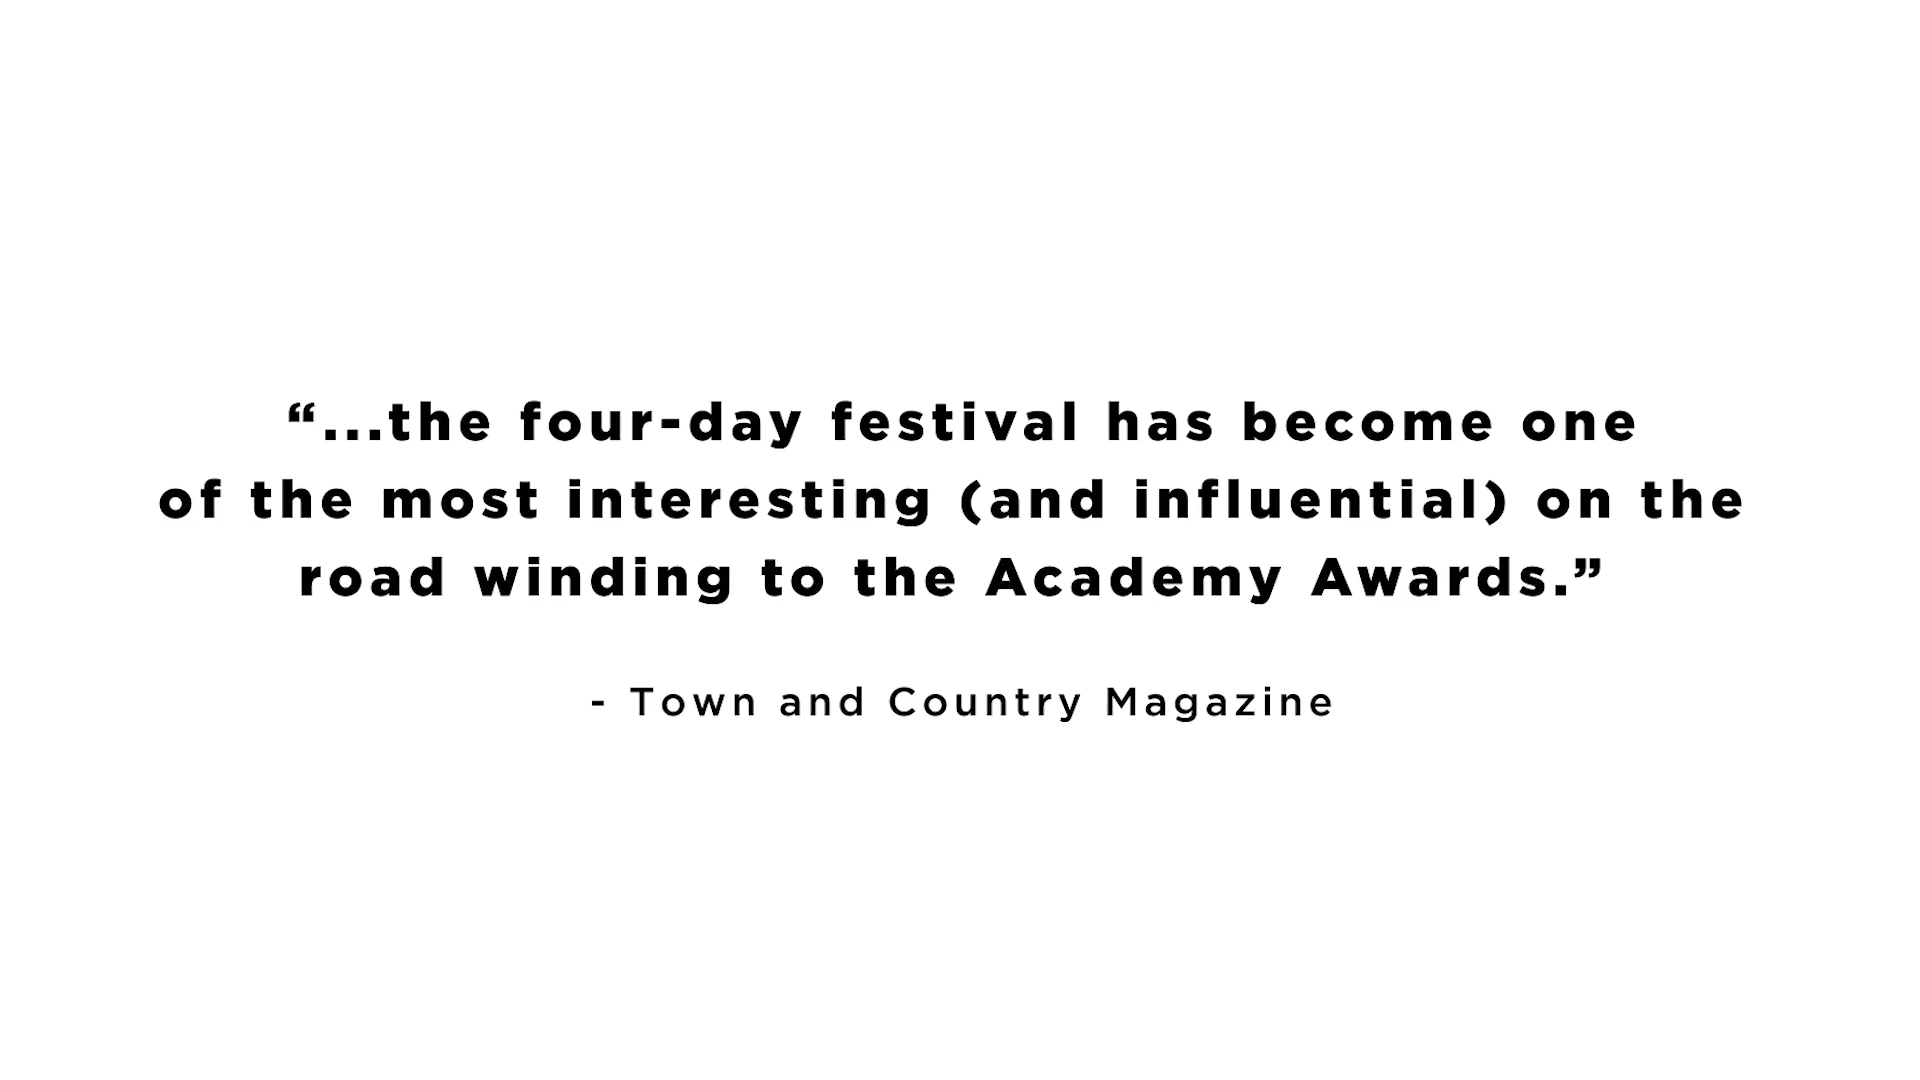 “...the four-day festival has become one
of the most interesting (and influential) on the
road winding to the Academy Awards.”
- Town and Country Magazine